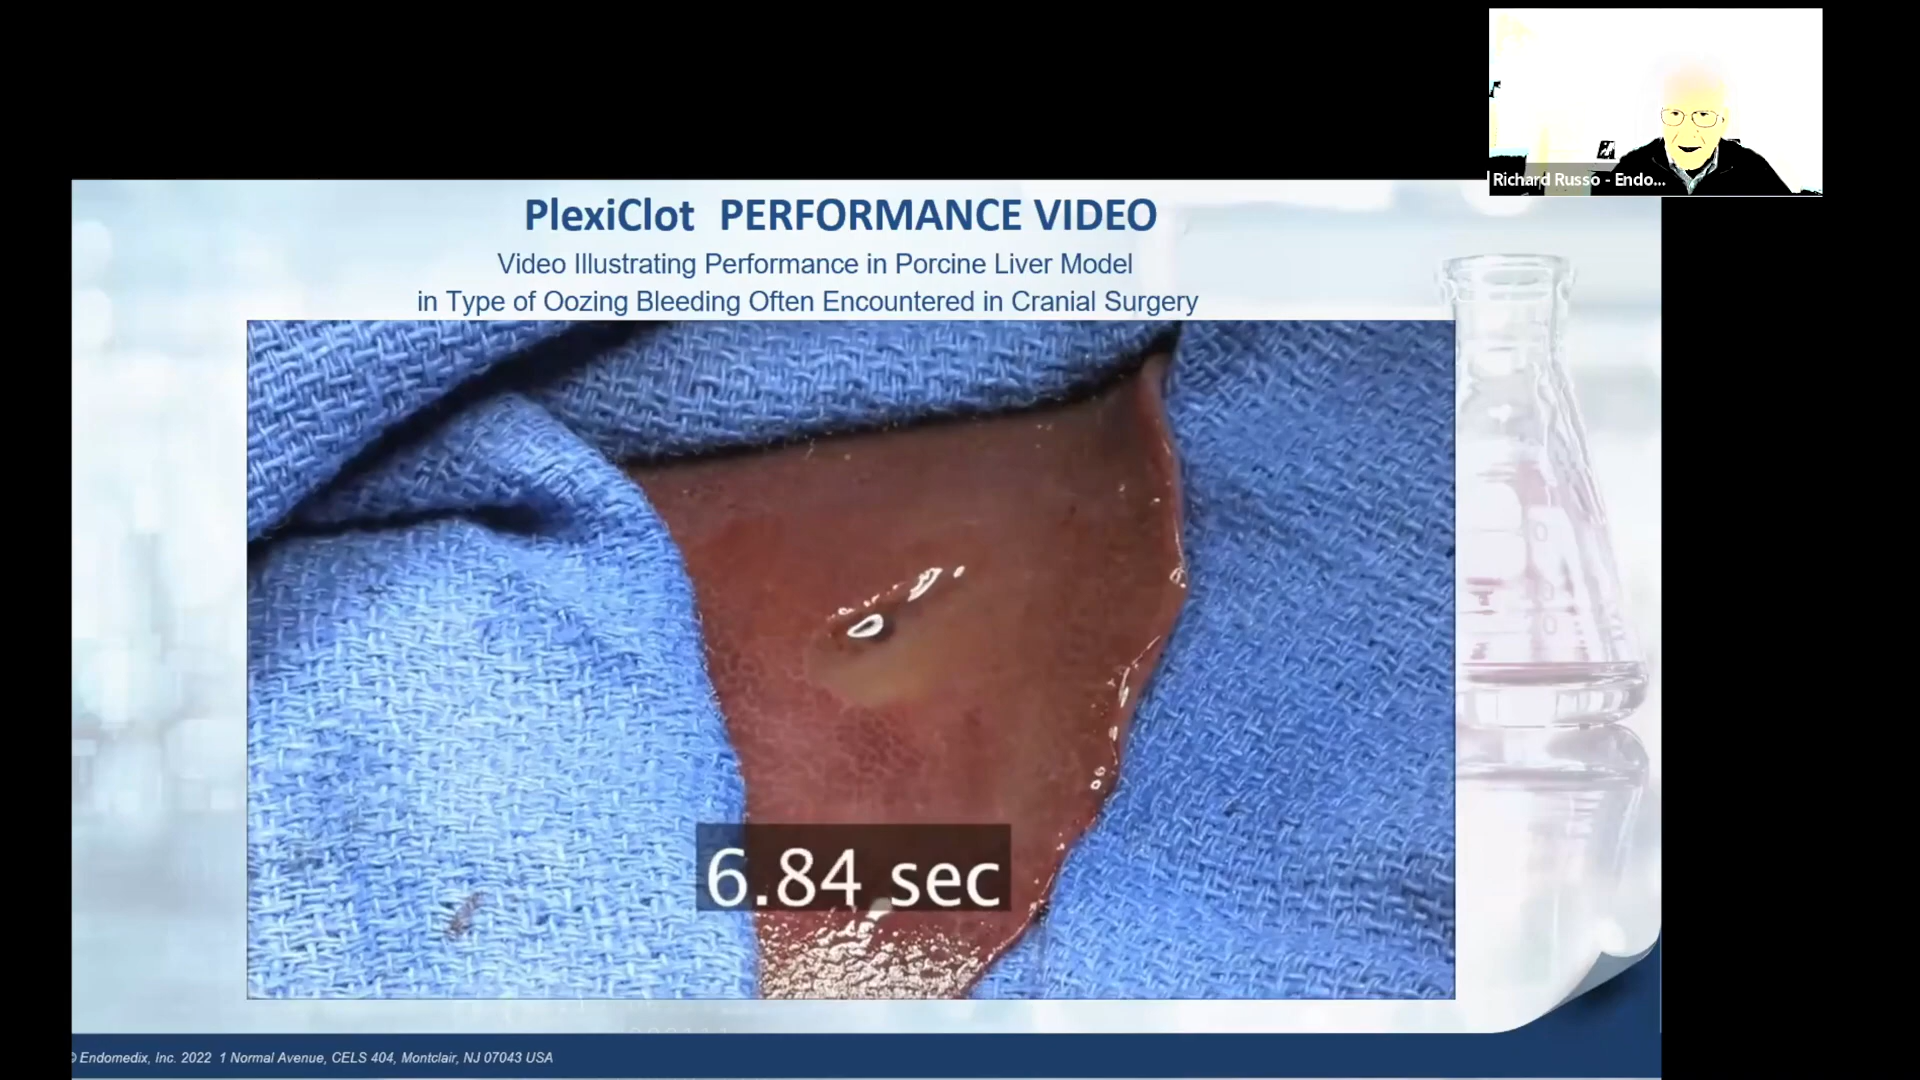 Richard Russo - Endo...
PlexiClot PERFORMANCE VIDEO
Video Illustrating Performance in Porcine Liver Model
in Type of Oozing Bleeding Often Encountered in Cranial Surgery
6.84 sec
© Endomedix, Inc. 2022 1 Normal Avenue, CELS 404, Montclair, NJ 07043 USA